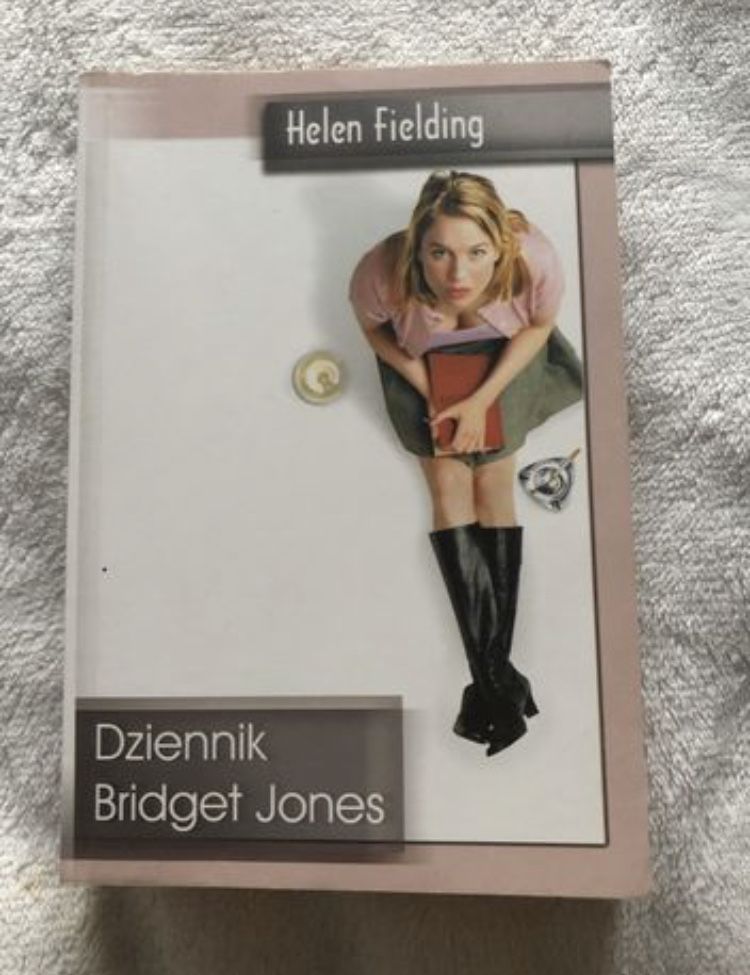 Helen Fielding
Dziennik
Bridget Jones